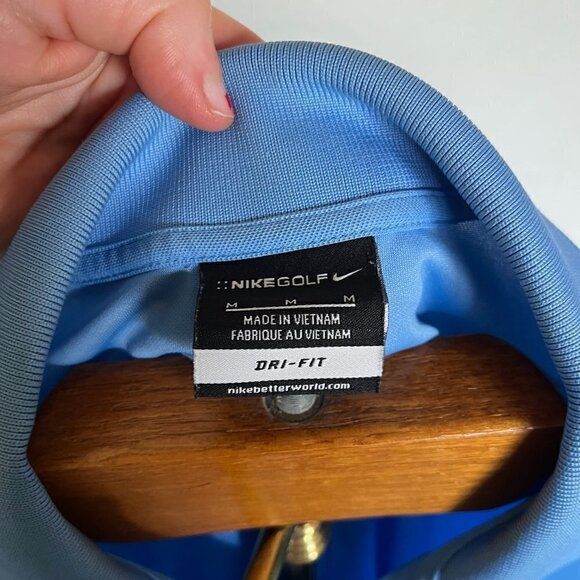 ::NIKEGOLF
M M M
MADE IN VIETNAM
FABRIQUE AU VIETNAM
DRI-FIT
nikebetterworld.com